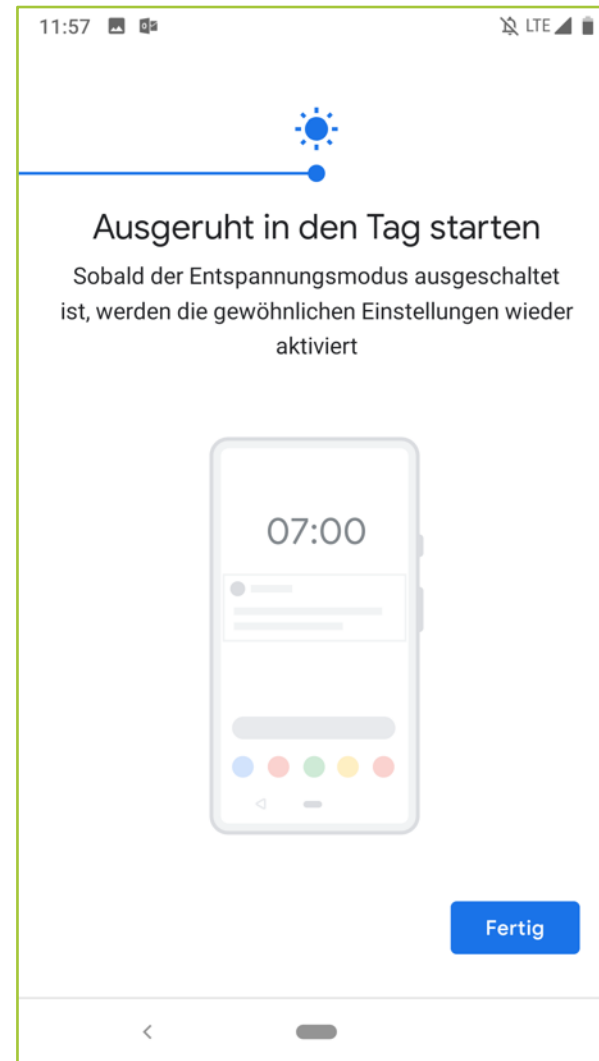 11:57 LTE
Ausgeruht in den Tag starten
Sobald der Entspannungsmodus ausgeschaltet
ist, werden die gewöhnlichen Einstellungen wieder
aktiviert
07:00
Fertig